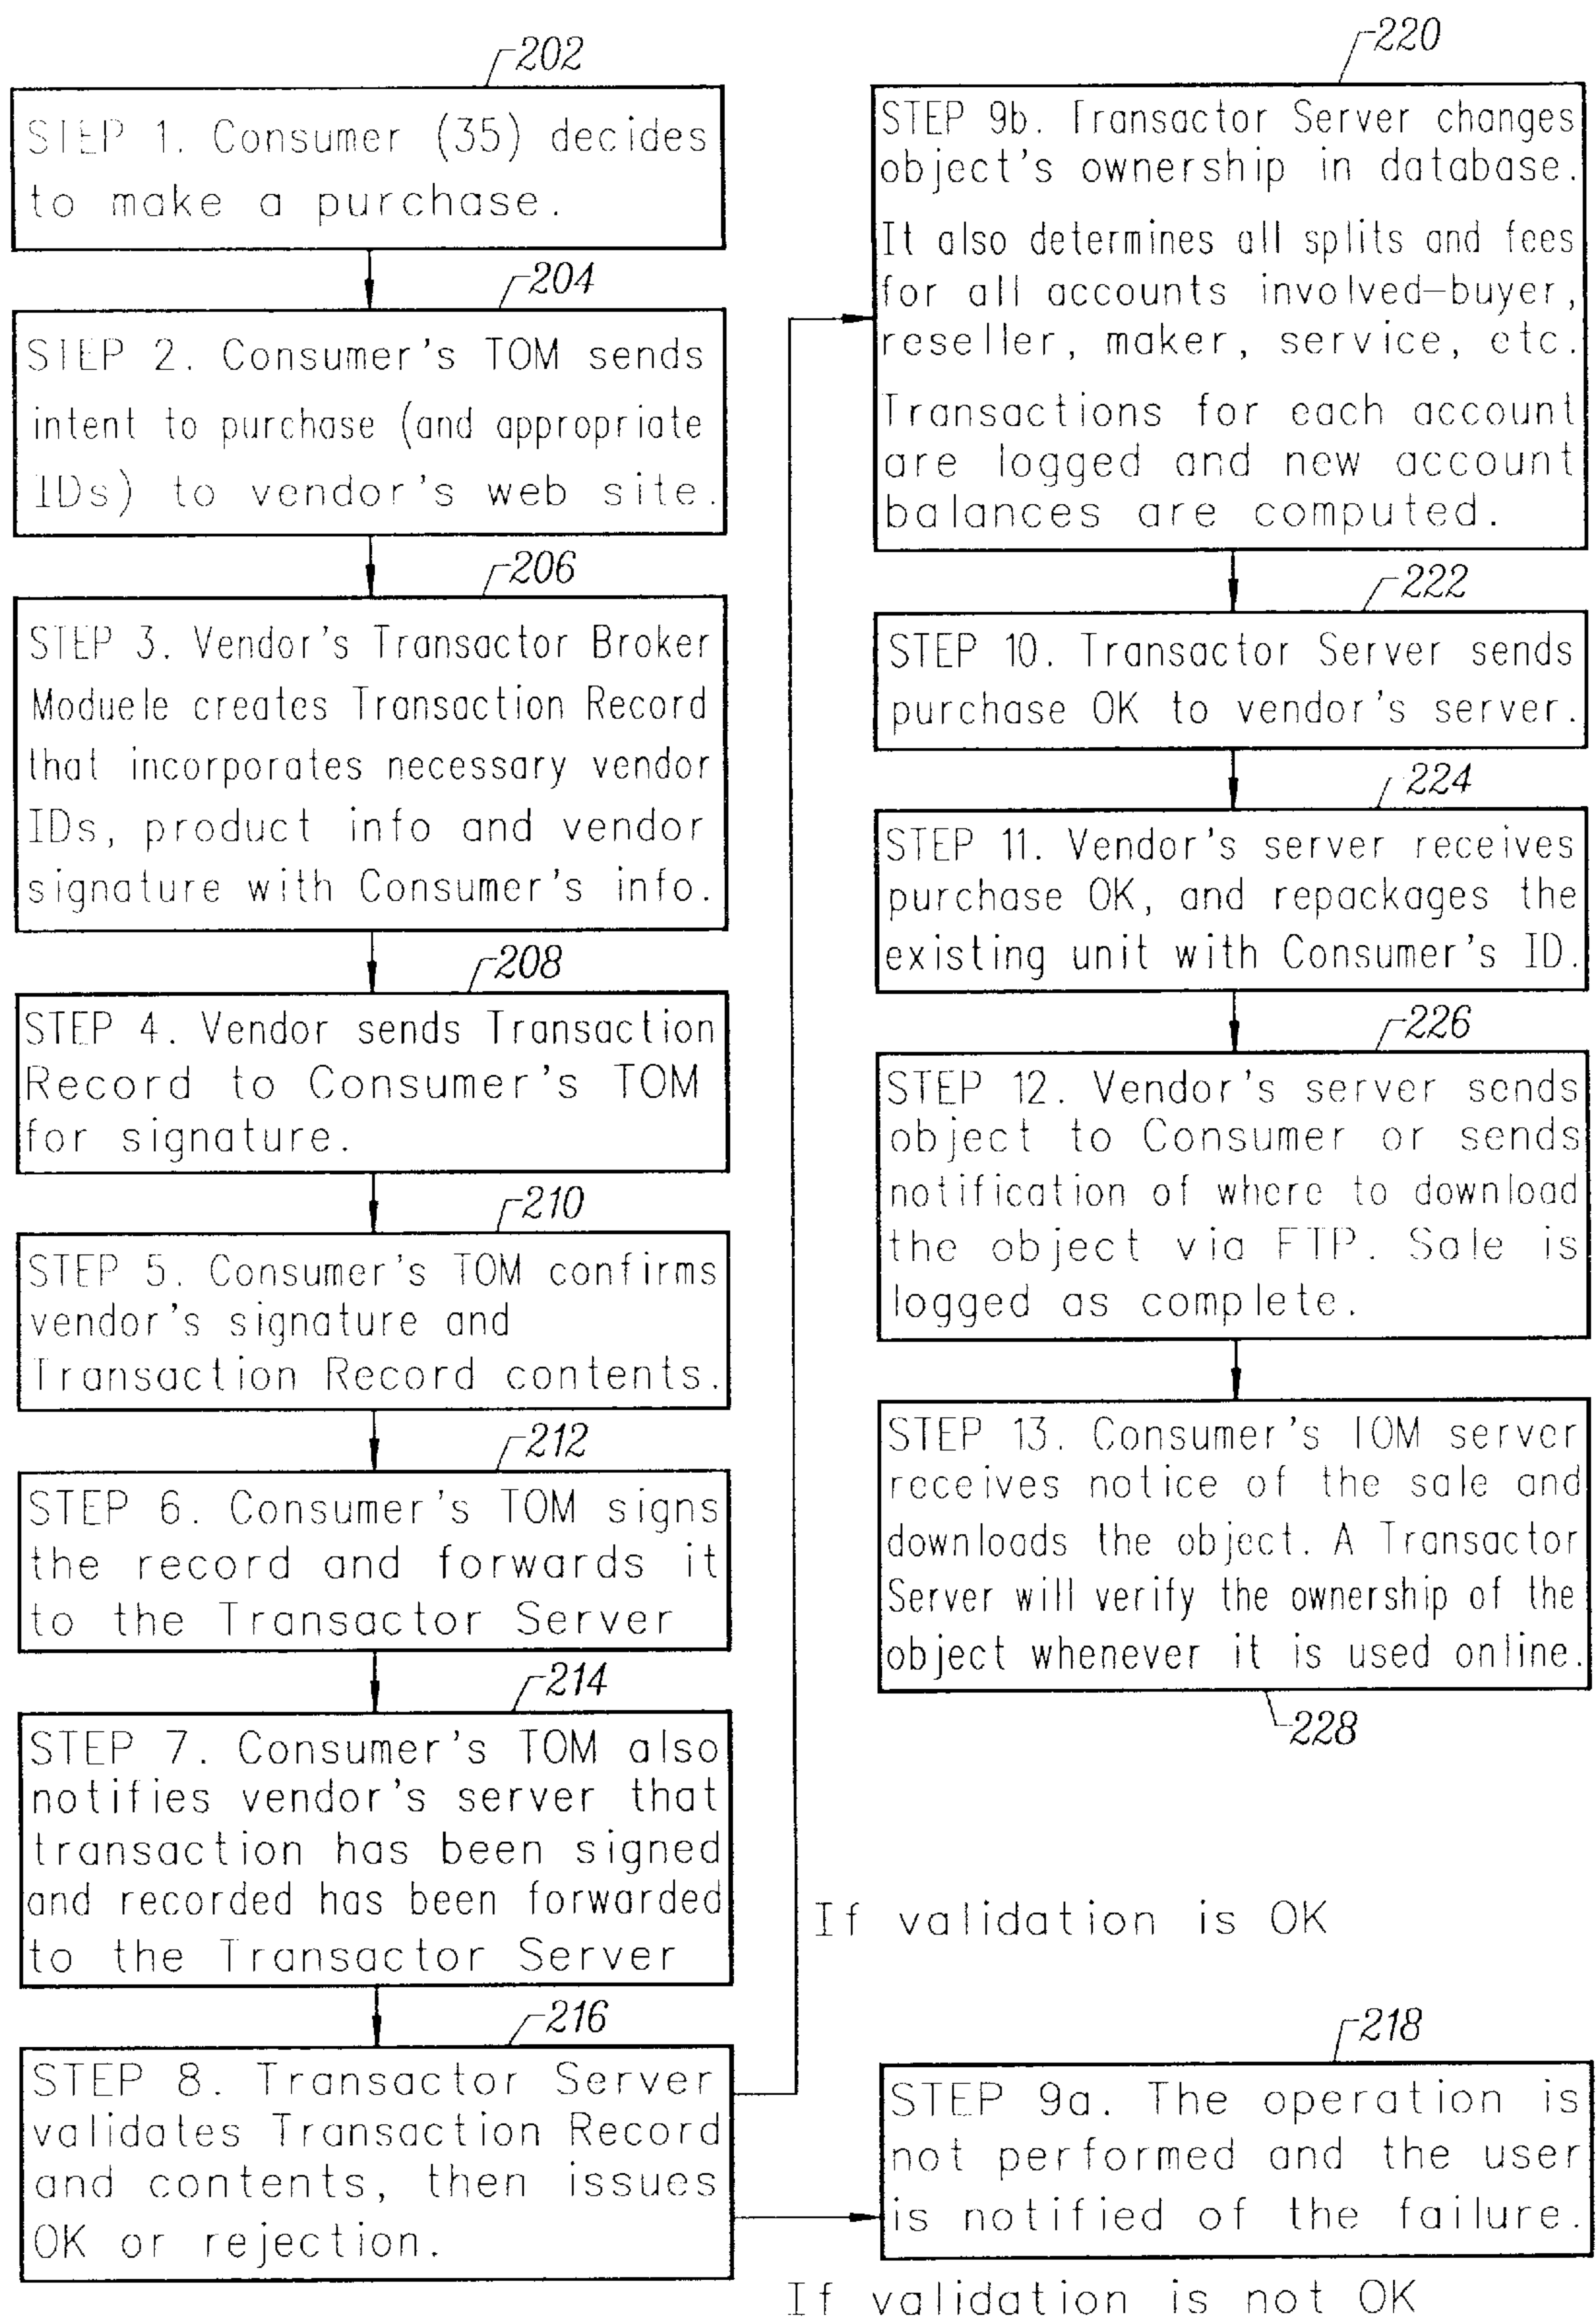 202
STEP 1. Consumer (35) decides
to make a purchase.
204
STEP 2. Consumer's TOM sends
intent to purchase (and appropriate
IDs) to vendor's web site.
206
STEP 3. Vendor's Transactor Broker
Moduele creates Transaction Record
that incorporates necessary vendor
IDs, product info and vendor
signature with Consumer's info.
208
STEP 4. Vendor sends Transaction
Record to Consumer's TOM
for signature.
210
STEP 5. Consumer's TOM confirms
vendor's signature and
Transaction Record contents.
212
STEP 6. Consumer's TOM signs
the record and forwards it
to the Transactor Server
214
STEP 7. Consumer's TOM also
notifies vendor's server that
transaction has been signed
and recorded has been forwarded
to the Transactor Server
216
STEP 8. Transactor Server
validates Transaction Record
and contents, then issues
OK or rejection.
If validation is OK
If validation is not OK
218
STEP 9a. The operation is
not performed and the user
is notified of the failure.
220
STEP 9b. Transactor Server changes
object's ownership in database.
It also determines all splits and fees
for all accounts involved-buyer,
reseller, maker, service, etc.
Transactions for each account
are logged and new account
balances are computed.
222
STEP 10. Transactor Server sends
purchase OK to vendor's server.
224
STEP 11. Vendor's server receives
purchase OK, and repackages the
existing unit with Consumer's ID.
226
STEP 12. Vendor's server sends
object to Consumer or sends
notification of where to download
the object via FTP. Sale is
logged as complete.
STEP 13. Consumer's TOM server
receives notice of the sale and
downloads the object. A Transactor
Server will verify the ownership of the
object whenever it is used online.
228